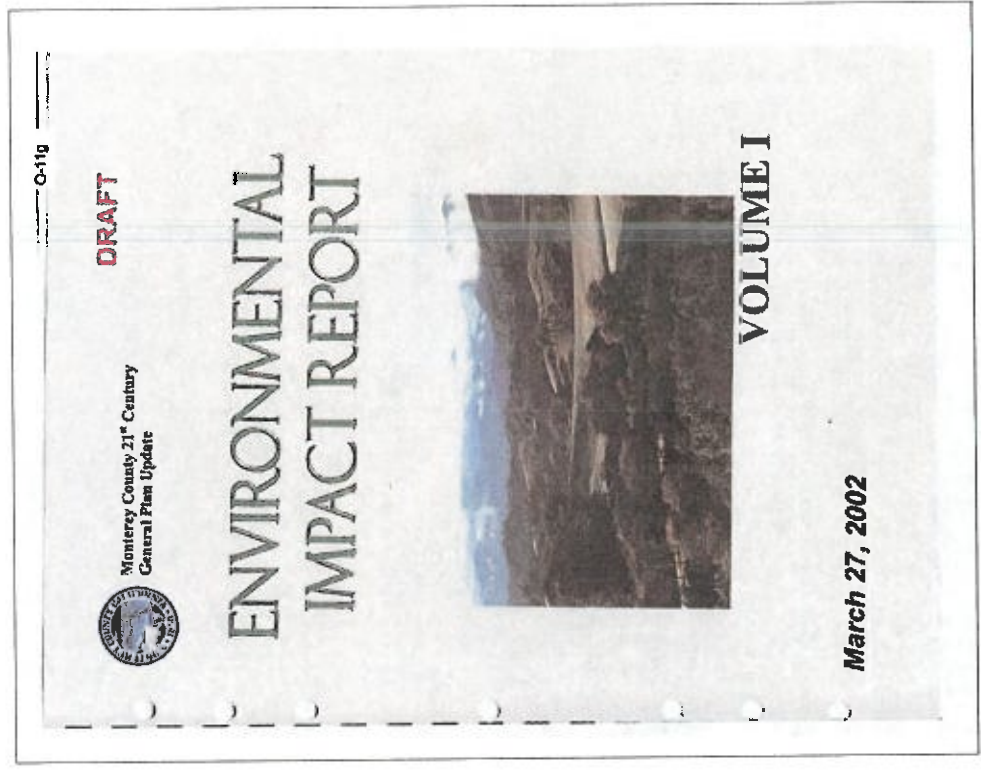 O-11g
DRAFT
Monterey County 21st Century
General Plan Update
ENVIRONMENTAL
IMPACT REPORT
VOLUME I
March 27, 2002